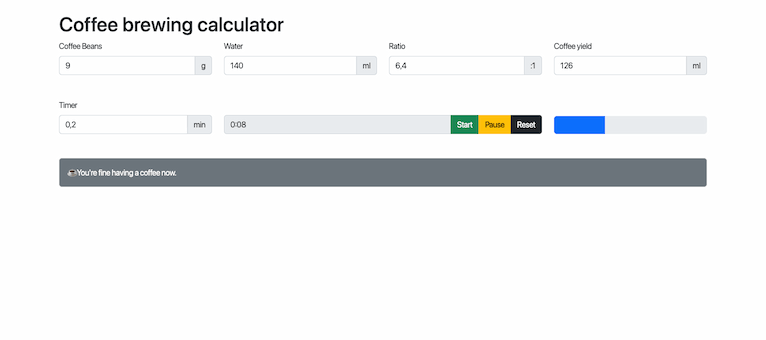 Coffee brewing calculator
Coffee Beans Water Ratio Coffee yield
9 g 140 ml 6,4 :1 126 ml
Timer
0,2 min 0:08 Start Pause Reset
☕You're fine having a coffee now.